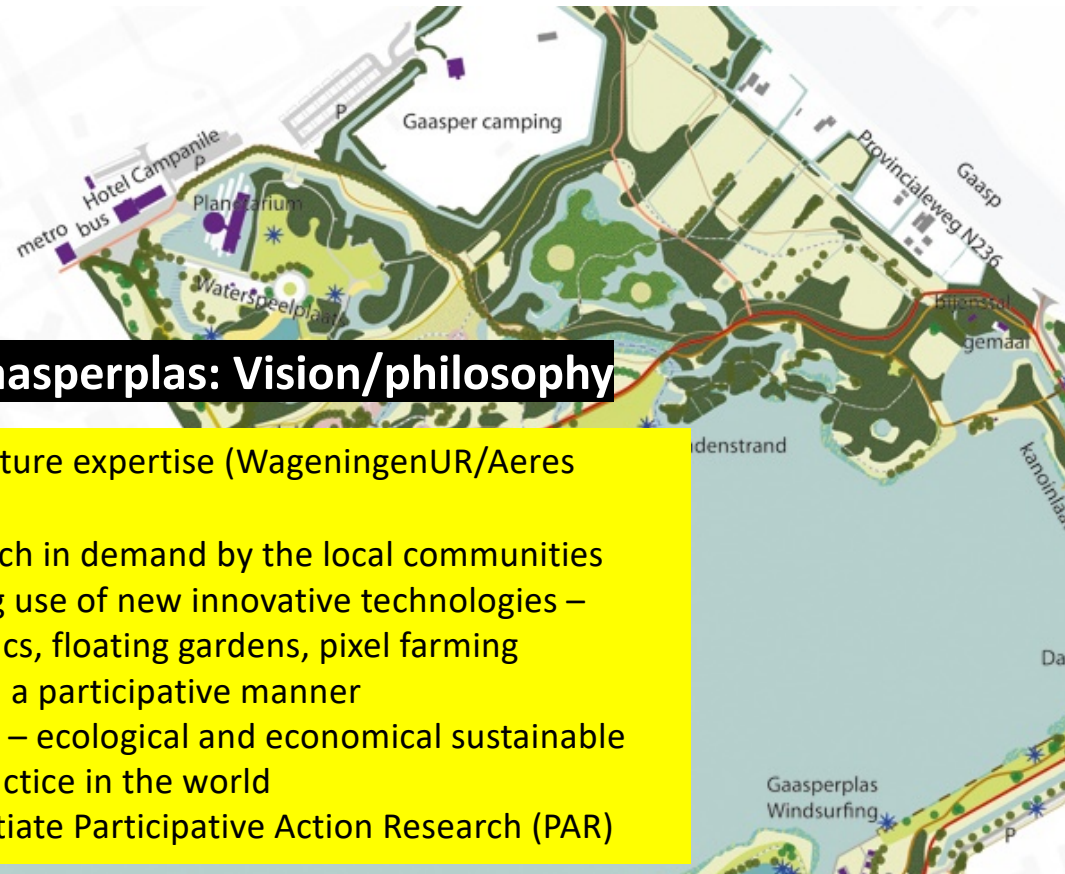 Gaasper camping
P
Hotel Campanile
P
metro
bus
Planetarium
Waterspeelplaats
Provincialeweg N236
Gaasp
gemaal
aasperplas: Vision/philosophy
ture expertise (WageningenUR/Aeres
ch in demand by the local communities
g use of new innovative technologies –
cs, floating gardens, pixel farming
a participative manner
– ecological and economical sustainable
ctice in the world
tiate Participative Action Research (PAR)
denstrand
Da
Gaasperplas
Windsurfing
P